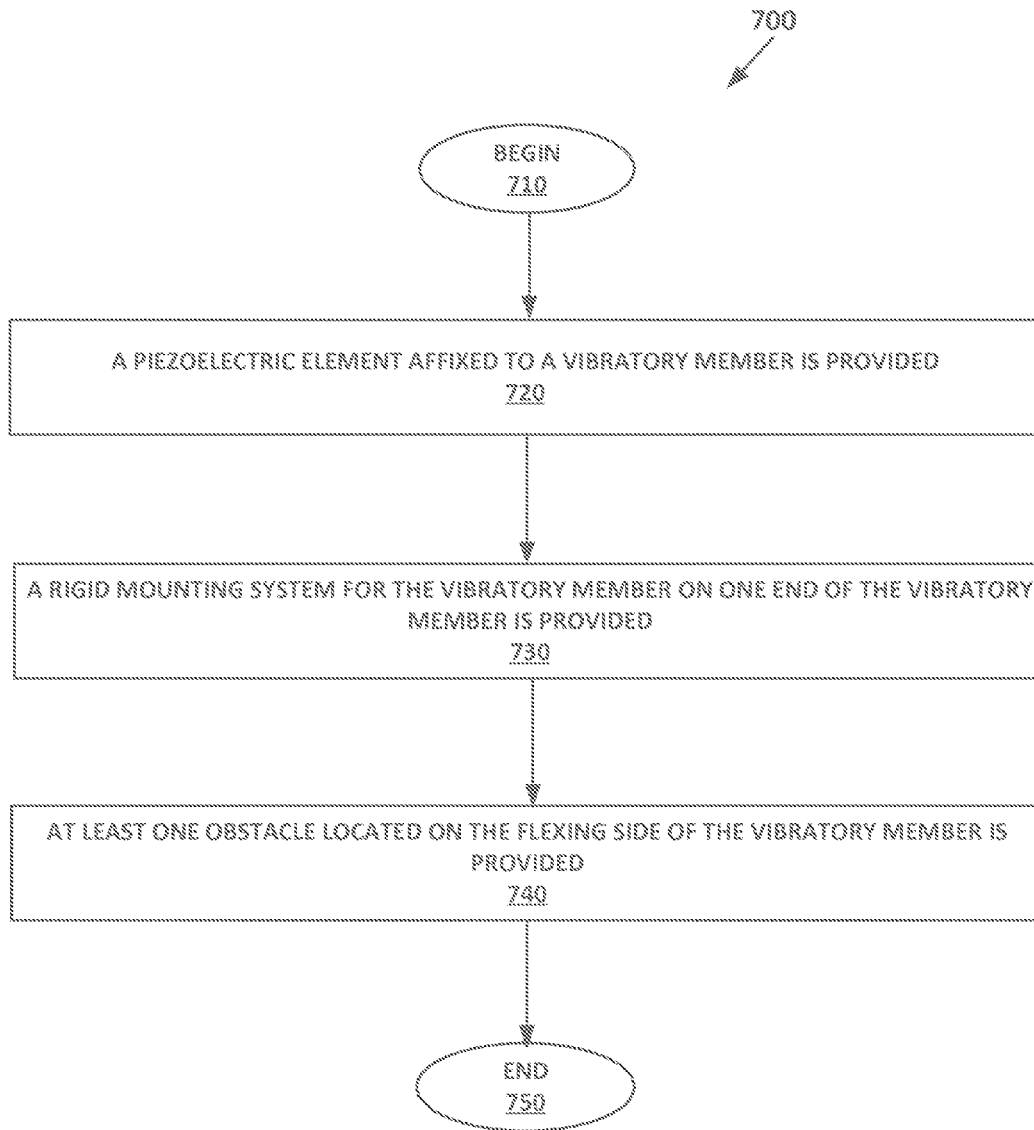 700
BEGIN
710
A PIEZOELECTRIC ELEMENT AFFIXED TO A VIBRATORY MEMBER IS PROVIDED
720
A RIGID MOUNTING SYSTEM FOR THE VIBRATORY MEMBER ON ONE END OF THE VIBRATORY
MEMBER IS PROVIDED
730
AT LEAST ONE OBSTACLE LOCATED ON THE FLEXING SIDE OF THE VIBRATORY MEMBER IS
PROVIDED
740
END
750